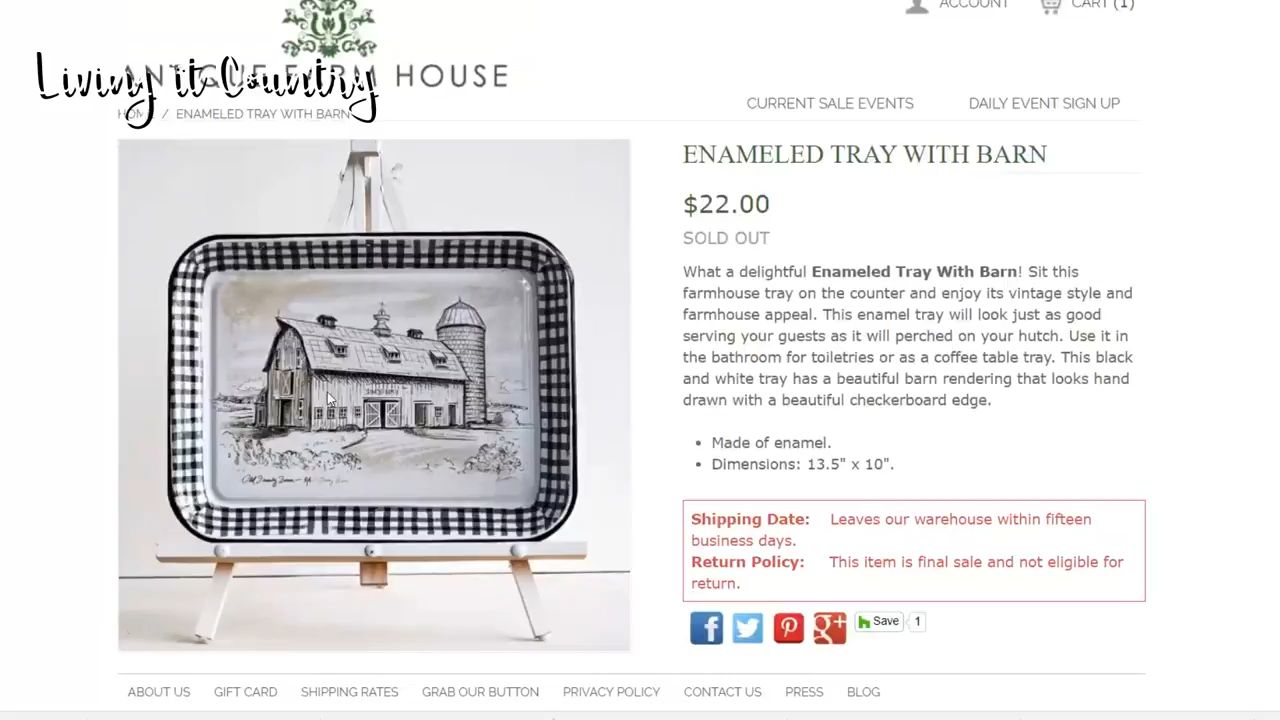 ACCOUNT
CART (1)
Living it Country
ANTIQUE FARM HOUSE
CURRENT SALE EVENTS
DAILY EVENT SIGN UP
HOME / ENAMELED TRAY WITH BARN
ENAMELED TRAY WITH BARN
$22.00
SOLD OUT
What a delightful Enameled Tray With Barn! Sit this
farmhouse tray on the counter and enjoy its vintage style and
farmhouse appeal. This enamel tray will look just as good
serving your guests as it will perched on your hutch. Use it in
the bathroom for toiletries or as a coffee table tray. This black
and white tray has a beautiful barn rendering that looks hand
drawn with a beautiful checkerboard edge.
• Made of enamel.
• Dimensions: 13.5" x 10".
Shipping Date: Leaves our warehouse within fifteen
business days.
Return Policy: This item is final sale and not eligible for
return.
Save 1
ABOUT US GIFT CARD SHIPPING RATES GRAB OUR BUTTON PRIVACY POLICY CONTACT US PRESS BLOG